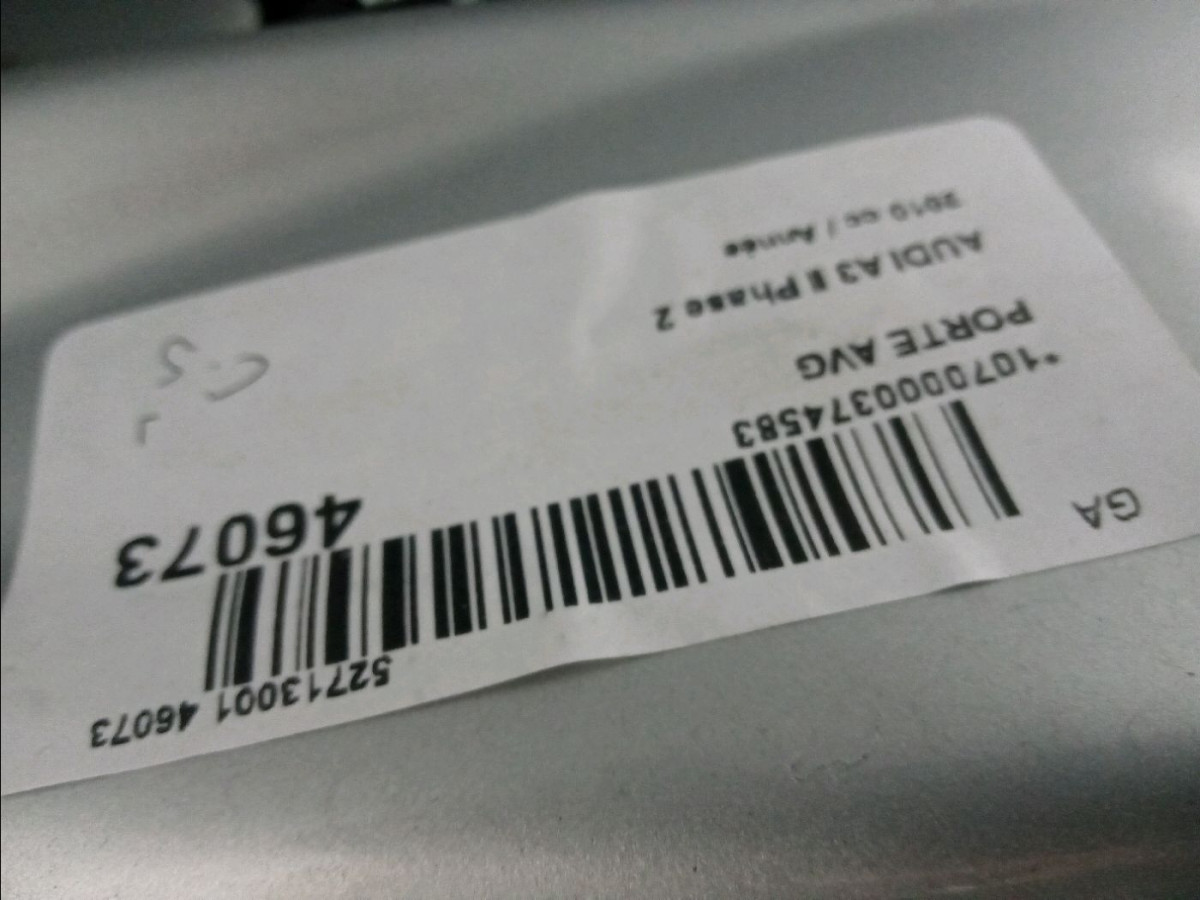 GA
52713001 46073
46073
*1070000374583
PORTE AVG
AUDI A3 II Phase 2
2010 cc / Année
C.S